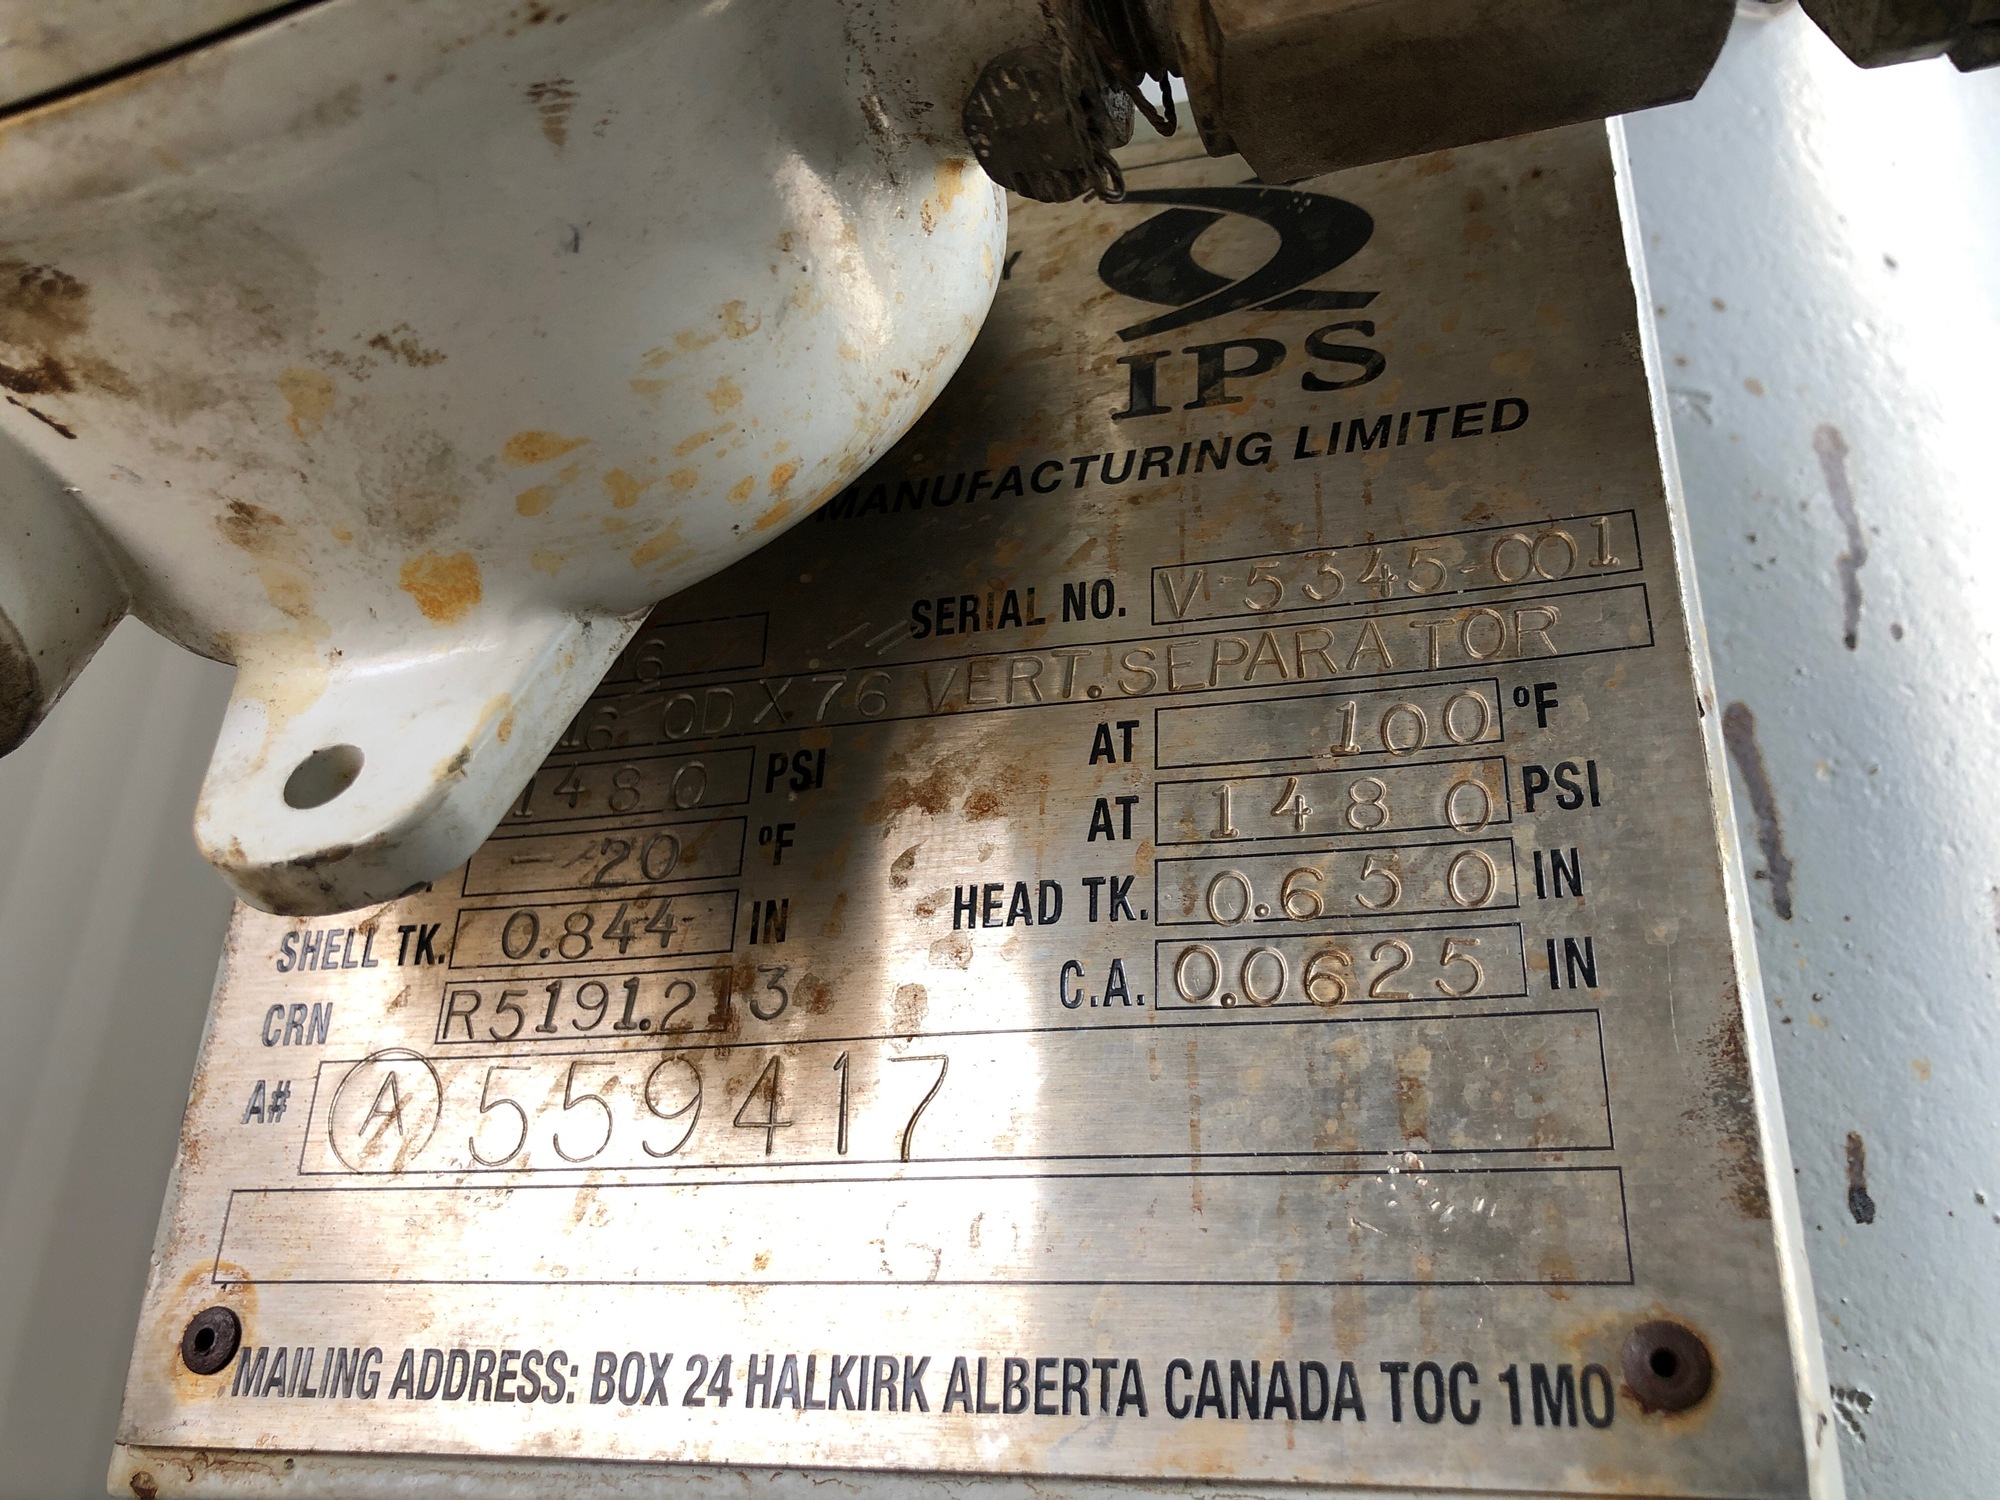 IPS
MANUFACTURING LIMITED
SERIAL NO. V-5345-001
16 OD X 76 VERT. SEPARATOR
1480 PSI AT 100 °F
-20 °F AT 1480 PSI
SHELL TK. 0.844 IN HEAD TK. 0.650 IN
CRN R5191.213 C.A. 0.0625 IN
A# A 559417
MAILING ADDRESS: BOX 24 HALKIRK ALBERTA CANADA TOC 1MO